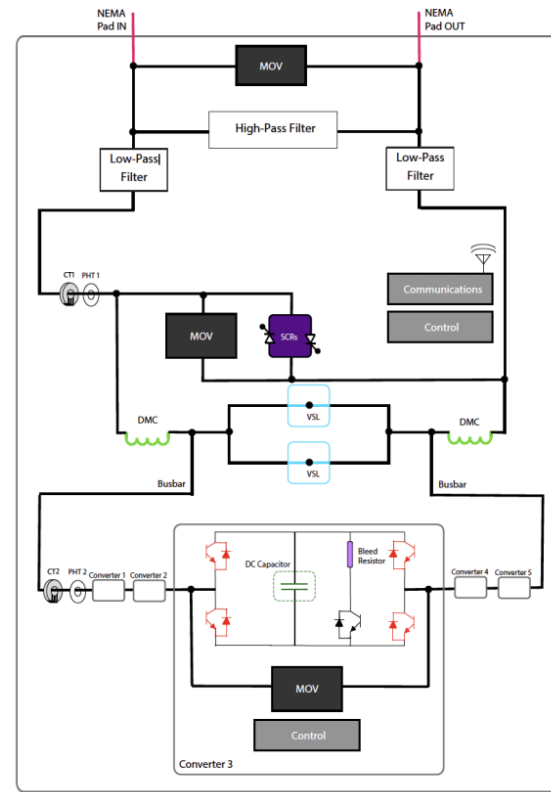 NEMA
Pad IN
NEMA
Pad OUT
MOV
High-Pass Filter
Low-Pass|
Filter
Low-Pass
Filter
CT1
PHT 1
Communications
MOV
SCRs
Control
DMC
VSL
DMC
VSL
Busbar
Busbar
CT2
PHT 2
Converter 1
Converter 2
DC Capacitor
Bleed
Resistor
Converter 4
Converter 5
MOV
Control
Converter 3